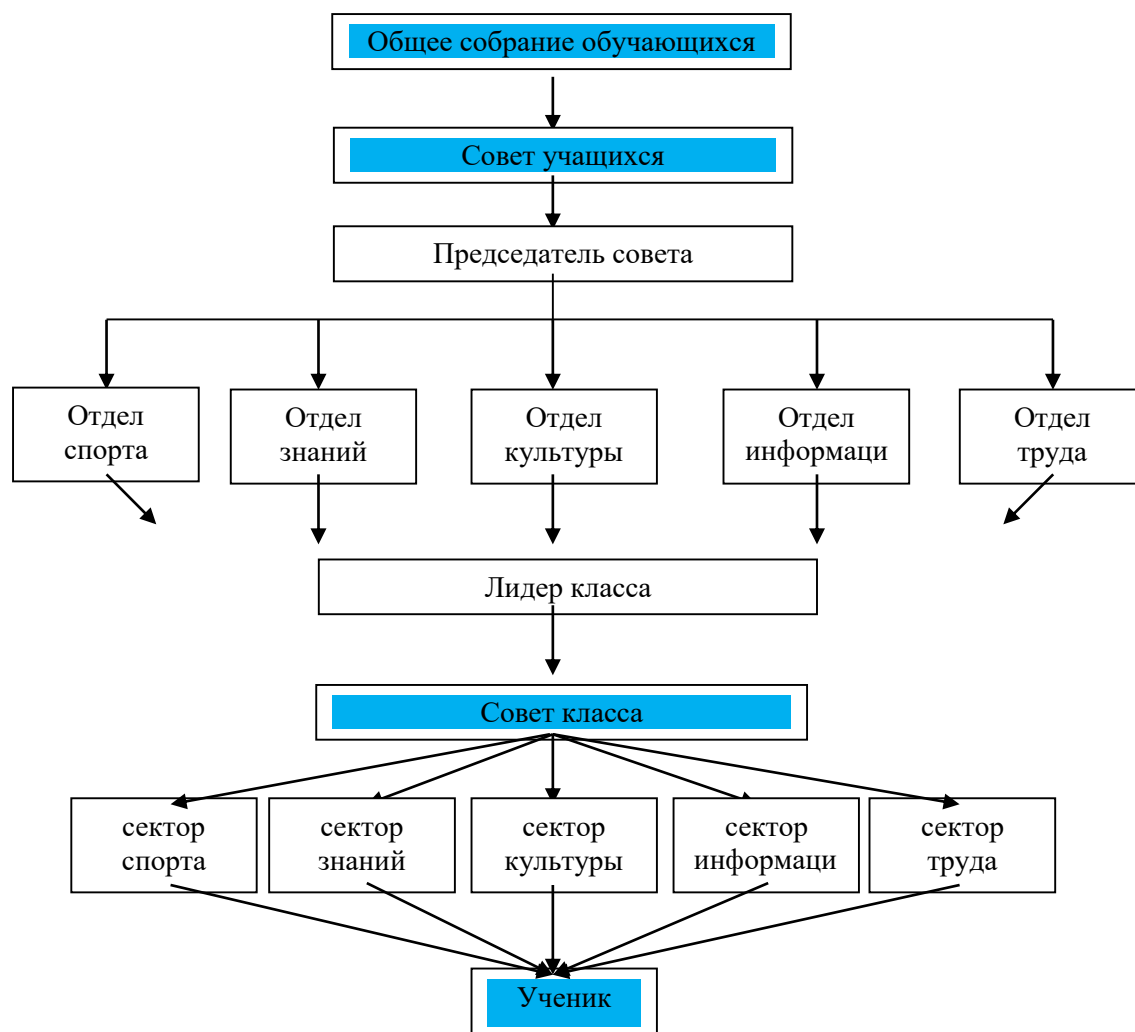 Общее собрание обучающихся
Совет учащихся
Председатель совета
Отдел
спорта
Отдел
знаний
Отдел
культуры
Отдел
информаци
Отдел
труда
Лидер класса
Совет класса
сектор
спорта
сектор
знаний
сектор
культуры
сектор
информаци
сектор
труда
Ученик